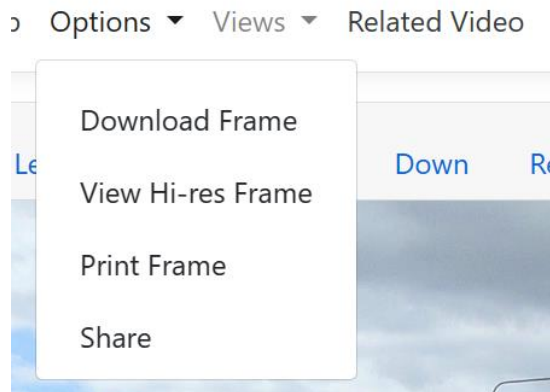 Options Views Related Video
Download Frame
Down
View Hi-res Frame
Print Frame
Share